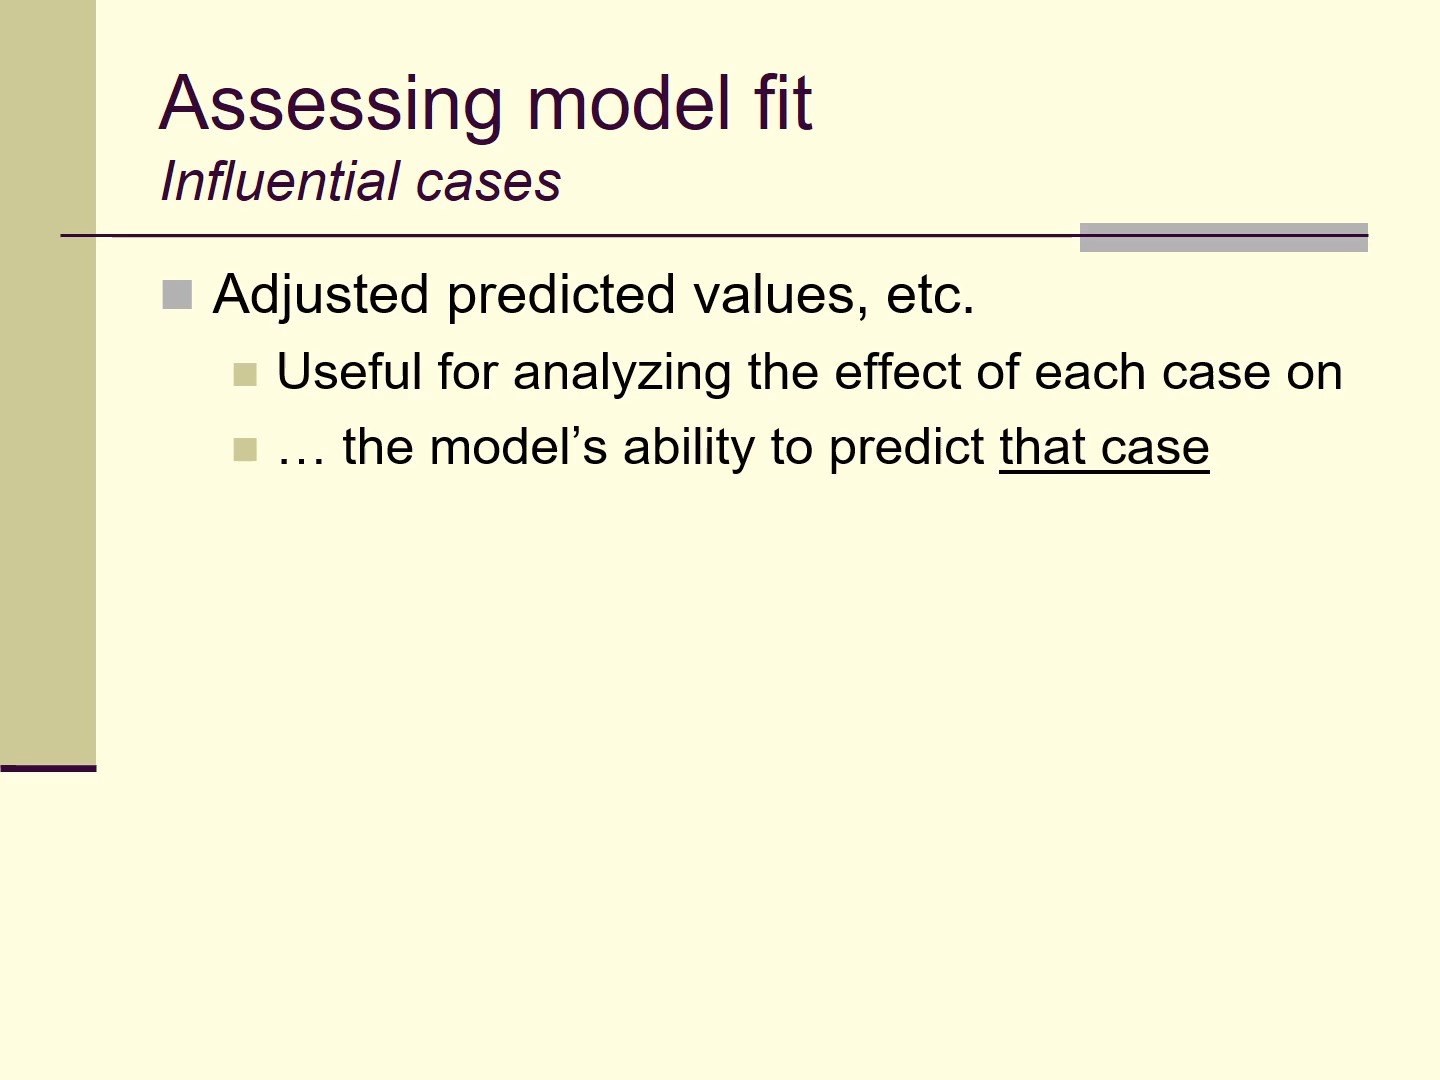 Assessing model fit
Influential cases
Adjusted predicted values, etc.
Useful for analyzing the effect of each case on
… the model’s ability to predict that case